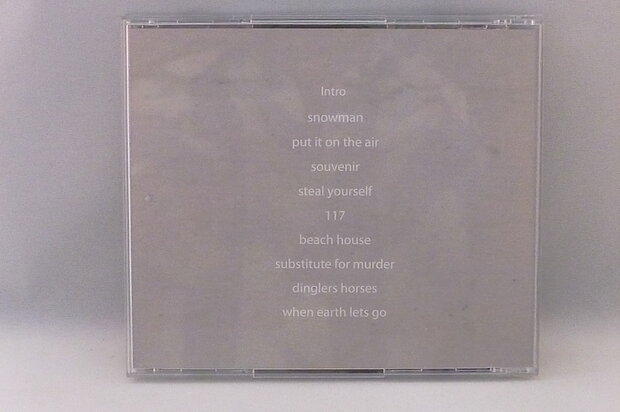 Intro
snowman
put it on the air
souvenir
steal yourself
117
beach house
substitute for murder
dinglers horses
when earth lets go